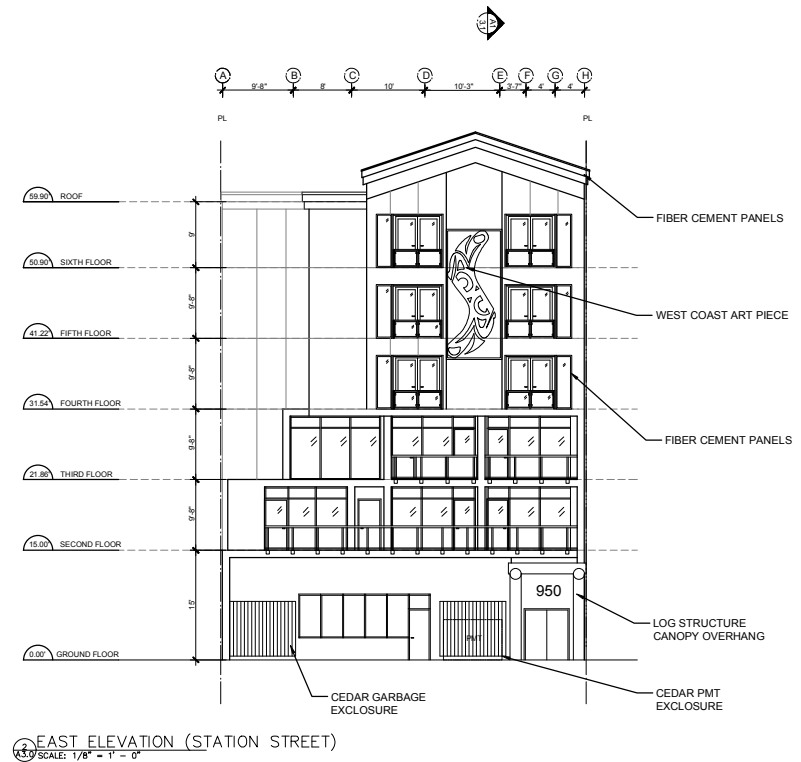 A1
3.1
A B C D E F G H
9'-8" 8' 10' 10'-3" 3'-7" 4' 4'
PL PL
59.90' ROOF
FIBER CEMENT PANELS
9'
50.90' SIXTH FLOOR
9'-8"
WEST COAST ART PIECE
41.22' FIFTH FLOOR
9'-8"
31.54' FOURTH FLOOR
9'-8"
FIBER CEMENT PANELS
21.86' THIRD FLOOR
9'-8"
15.00' SECOND FLOOR
950
15'
LOG STRUCTURE
CANOPY OVERHANG
PMT
0.00' GROUND FLOOR
CEDAR GARBAGE
EXCLOSURE
CEDAR PMT
EXCLOSURE
2 EAST ELEVATION (STATION STREET)
A3.0 SCALE: 1/8" = 1' - 0"